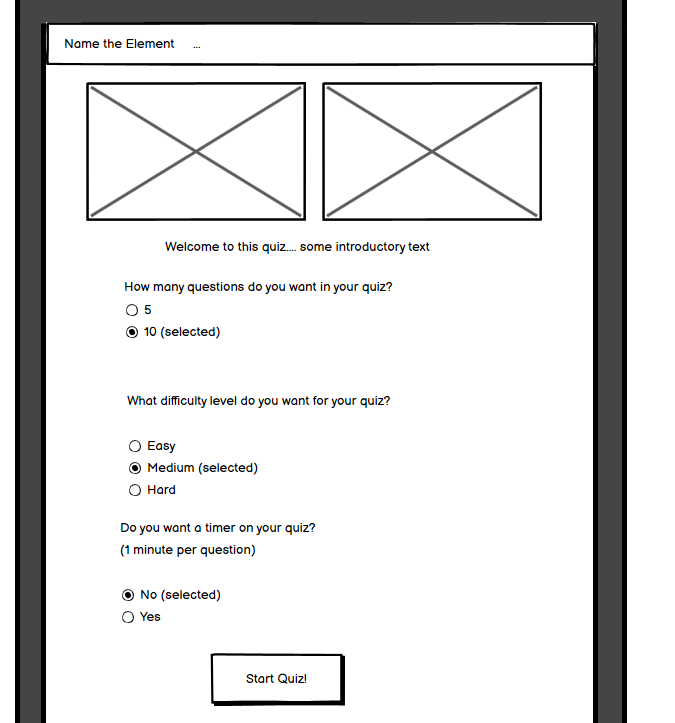 Name the Element ...
Welcome to this quiz.... some introductory text
How many questions do you want in your quiz?
5
10 (selected)
What difficulty level do you want for your quiz?
Easy
Medium (selected)
Hard
Do you want a timer on your quiz?
(1 minute per question)
No (selected)
Yes
Start Quiz!